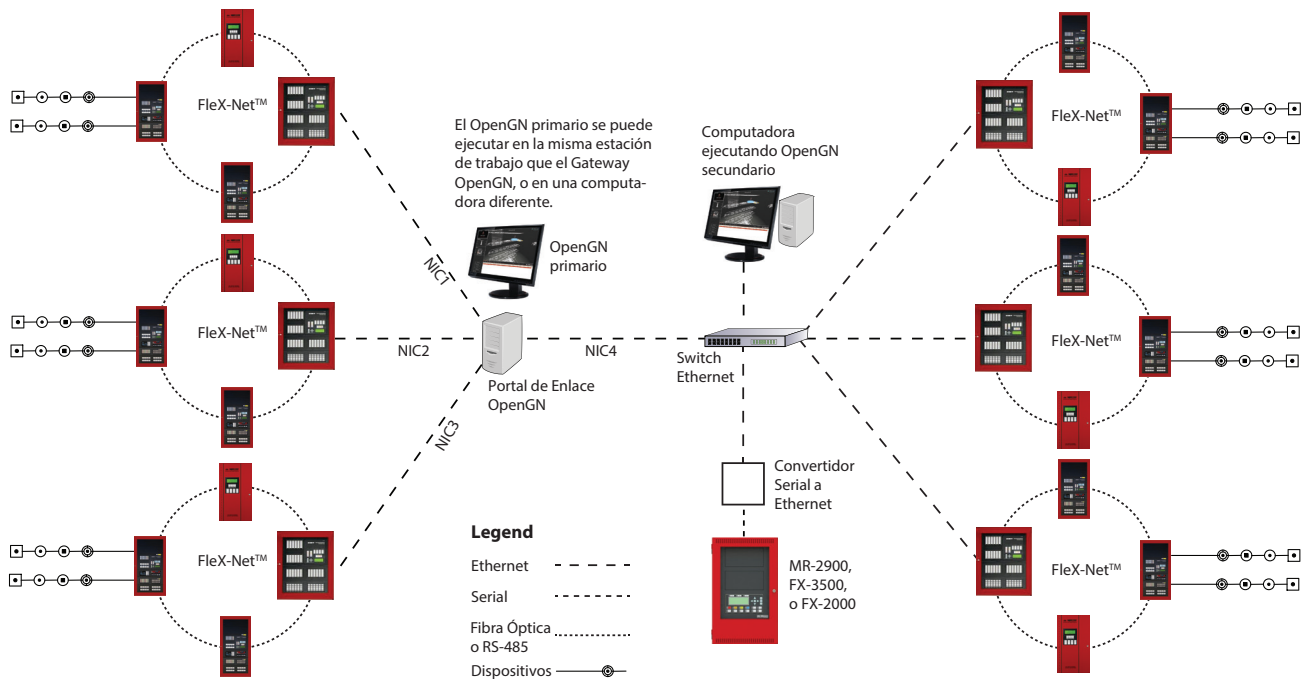 FleX-Net™
FleX-Net™
FleX-Net™
El OpenGN primario se puede
ejecutar en la misma estación
de trabajo que el Gateway
OpenGN, o en una computa-
dora diferente.
OpenGN
primario
NIC1
NIC2
NIC3
NIC4
Portal de Enlace
OpenGN
Computadora
ejecutando OpenGN
secundario
Switch
Ethernet
Convertidor
Serial a
Ethernet
MR-2900,
FX-3500,
o FX-2000
FleX-Net™
FleX-Net™
FleX-Net™
Legend
Ethernet
Serial
Fibra Óptica
o RS-485
Dispositivos